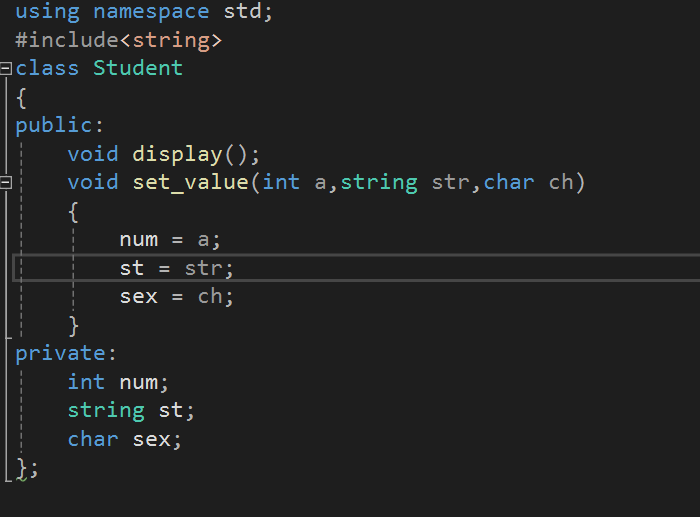 using namespace std;
#include<string>
class Student
{
public:
    void display();
    void set_value(int a,string str,char ch)
    {
        num = a;
        st = str;
        sex = ch;
    }
private:
    int num;
    string st;
    char sex;
};